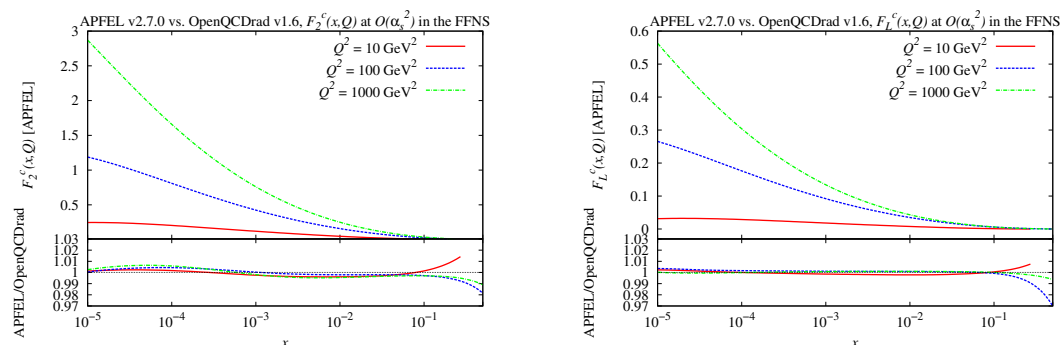 APFEL v2.7.0 vs. OpenQCDrad v1.6, F₂ᶜ(x,Q) at O(αₛ²) in the FFNS
Q² = 10 GeV²
Q² = 100 GeV²
Q² = 1000 GeV²
F₂ᶜ(x,Q) [APFEL]
3
2.5
2
1.5
1
0.5
APFEL/OpenQCDrad
1.03
1.02
1.01
1
0.99
0.98
0.97
10⁻⁵ 10⁻⁴ 10⁻³ 10⁻² 10⁻¹
x
APFEL v2.7.0 vs. OpenQCDrad v1.6, F_Lᶜ(x,Q) at O(αₛ²) in the FFNS
Q² = 10 GeV²
Q² = 100 GeV²
Q² = 1000 GeV²
F_Lᶜ(x,Q) [APFEL]
0.6
0.5
0.4
0.3
0.2
0.1
0
APFEL/OpenQCDrad
1.03
1.02
1.01
1
0.99
0.98
0.97
10⁻⁵ 10⁻⁴ 10⁻³ 10⁻² 10⁻¹
x